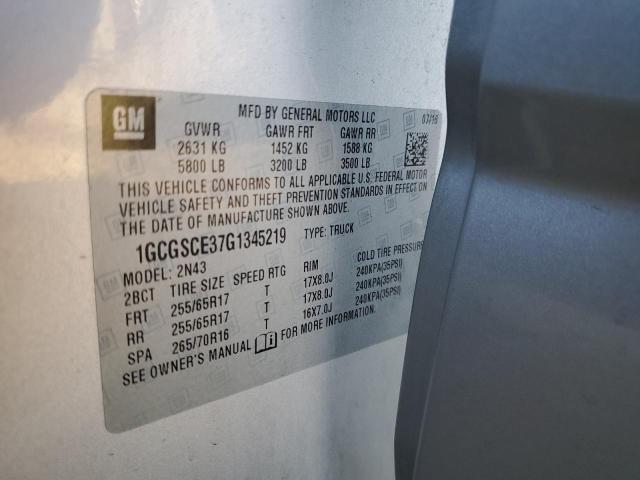 GM
MFD BY GENERAL MOTORS LLC
07/16
GVWR GAWR FRT GAWR RR
2631 KG 1452 KG 1588 KG
5800 LB 3200 LB 3500 LB
THIS VEHICLE CONFORMS TO ALL APPLICABLE U.S. FEDERAL MOTOR
VEHICLE SAFETY AND THEFT PREVENTION STANDARDS IN EFFECT ON
THE DATE OF MANUFACTURE SHOWN ABOVE.
1GCGSCE37G1345219 TYPE: TRUCK
MODEL: 2N43
2BCT TIRE SIZE SPEED RTG RIM COLD TIRE PRESSURE
FRT 255/65R17 T 17X8.0J 240KPA(35PSI)
RR 255/65R17 T 17X8.0J 240KPA(35PSI)
SPA 265/70R16 T 16X7.0J 240KPA(35PSI)
SEE OWNER'S MANUAL FOR MORE INFORMATION.